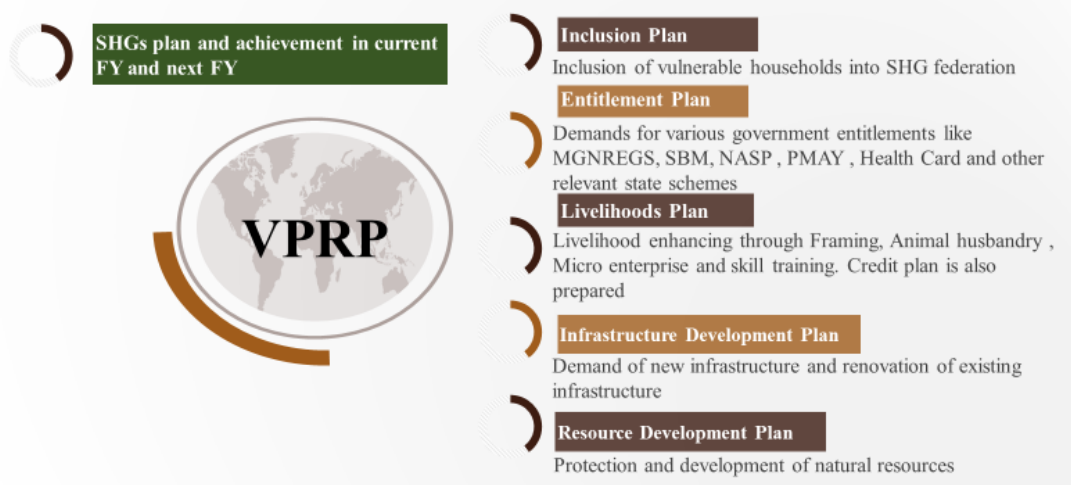 SHGs plan and achievement in current
FY and next FY
VPRP
Inclusion Plan
Inclusion of vulnerable households into SHG federation
Entitlement Plan
Demands for various government entitlements like
MGNREGS, SBM, NASP , PMAY , Health Card and other
relevant state schemes
Livelihoods Plan
Livelihood enhancing through Framing, Animal husbandry ,
Micro enterprise and skill training. Credit plan is also
prepared
Infrastructure Development Plan
Demand of new infrastructure and renovation of existing
infrastructure
Resource Development Plan
Protection and development of natural resources